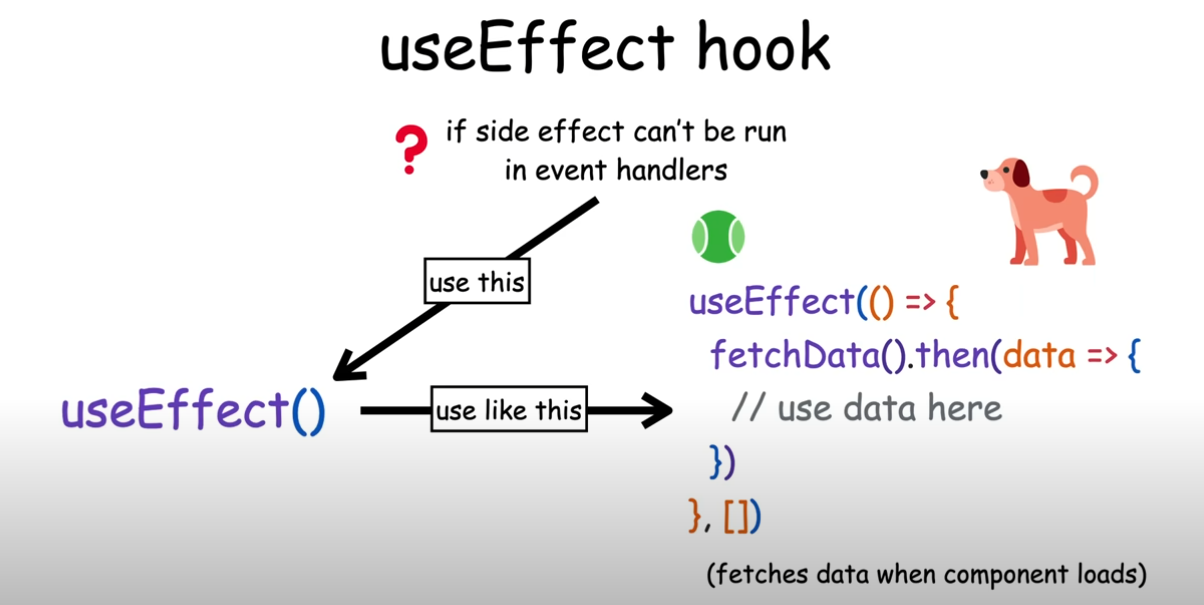 useEffect hook
? if side effect can't be run
in event handlers
use this
useEffect()
use like this
useEffect(() => {
fetchData().then(data => {
// use data here
})
}, [])
(fetches data when component loads)